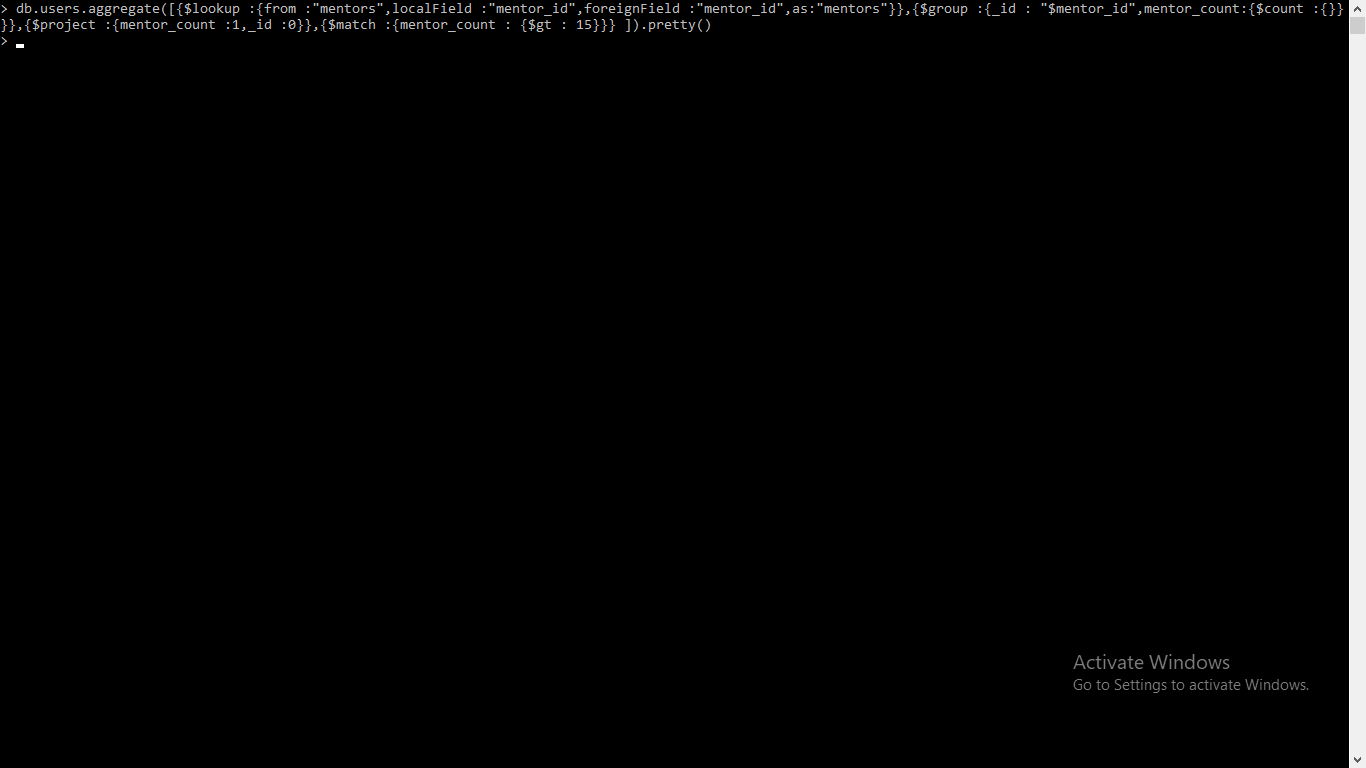 > db.users.aggregate([{$lookup :{from :"mentors",localField :"mentor_id",foreignField :"mentor_id",as:"mentors"}},{$group :{_id : "$mentor_id",mentor_count:{$count :{}}
}},{$project :{mentor_count :1,_id :0}},{$match :{mentor_count : {$gt : 15}}} ]).pretty()
>
Activate Windows
Go to Settings to activate Windows.